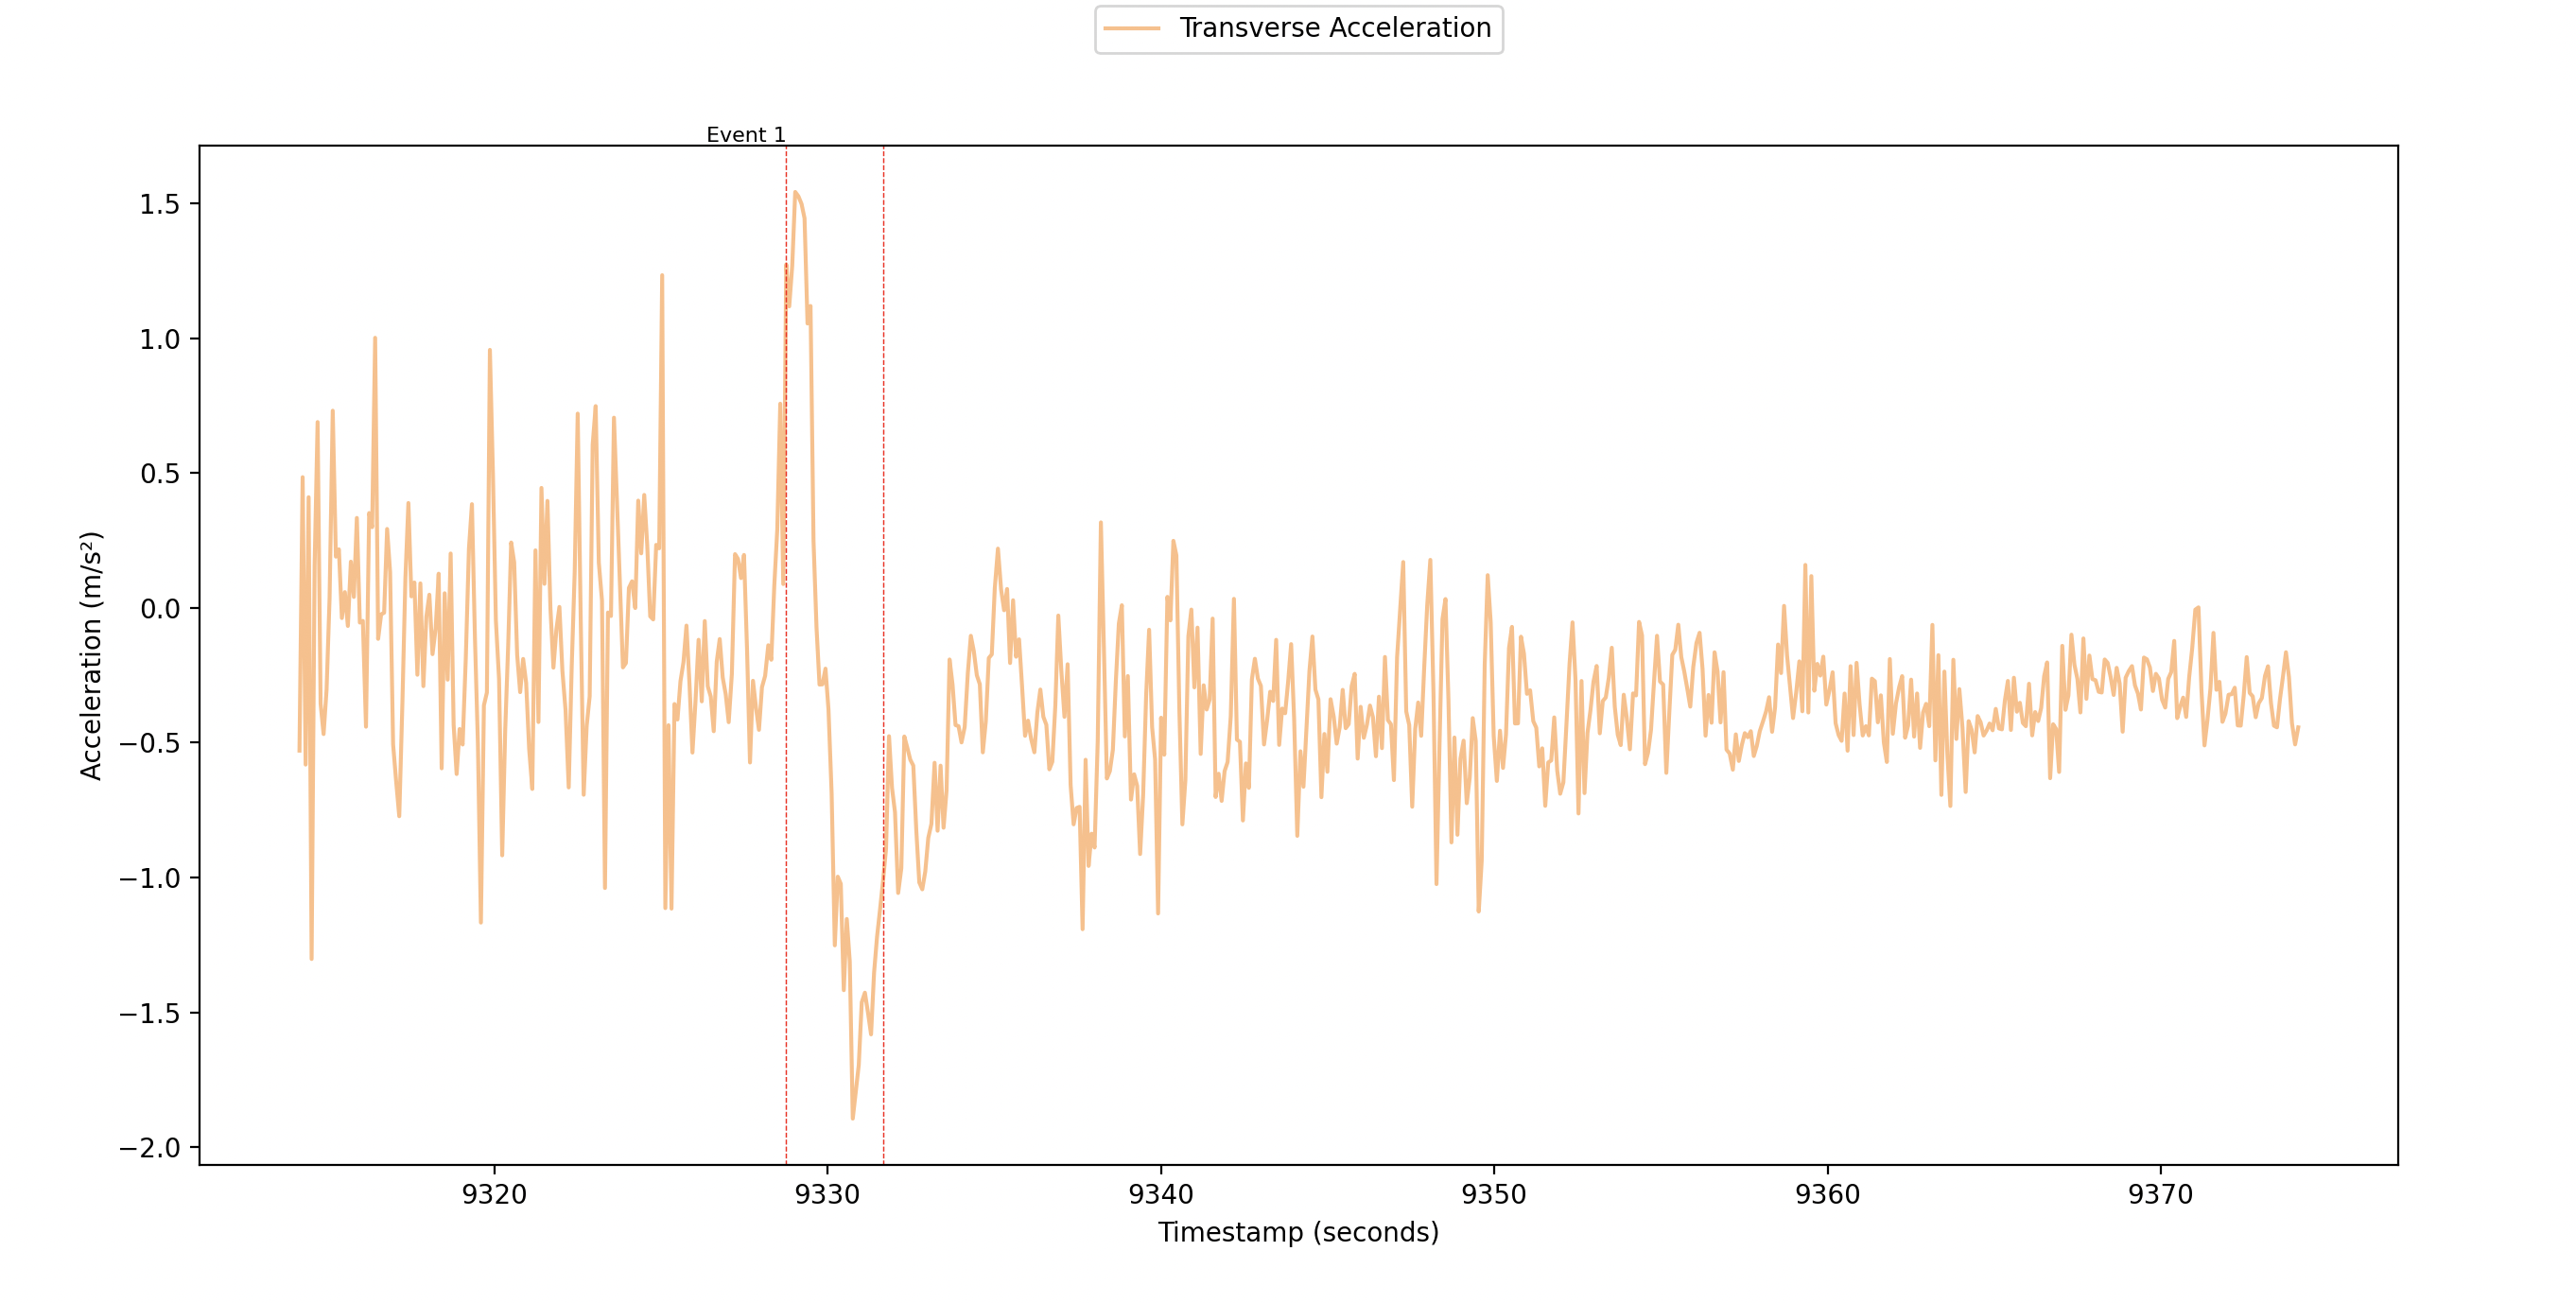 Transverse Acceleration
Event 1
1.5
1.0
0.5
0.0
−0.5
−1.0
−1.5
−2.0
Acceleration (m/s²)
9320 9330 9340 9350 9360 9370
Timestamp (seconds)